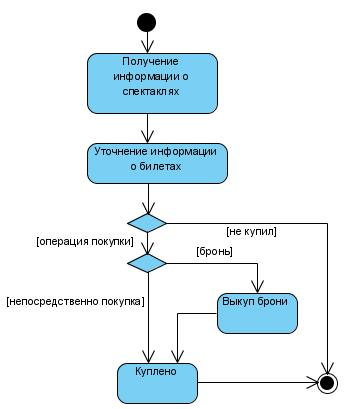 Получение
информации о
спектаклях
Уточнение информации
о билетах
[не купил]
[операция покупки]
[бронь]
[непосредственно покупка]
Выкуп брони
Куплено